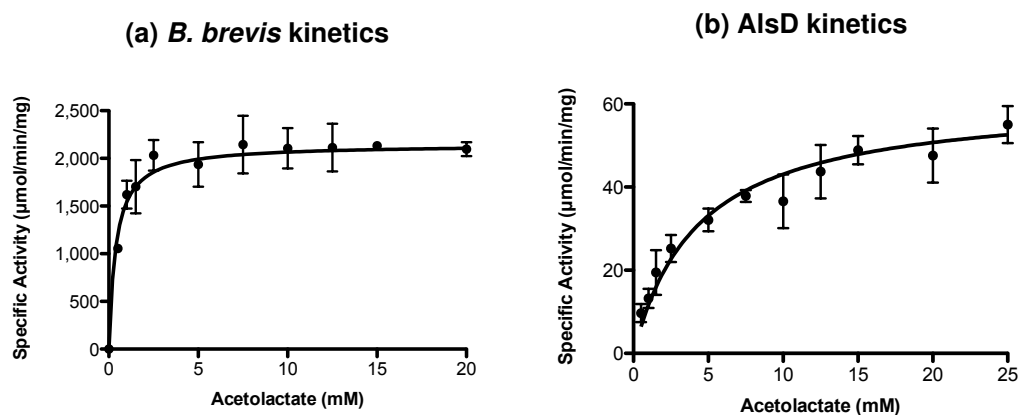 (a) B. brevis kinetics
Specific Activity (µmol/min/mg)
2,500
2,000
1,500
1,000
500
0
0 5 10 15 20
Acetolactate (mM)
(b) AlsD kinetics
Specific Activity (µmol/min/mg)
60
40
20
0
0 5 10 15 20 25
Acetolactate (mM)